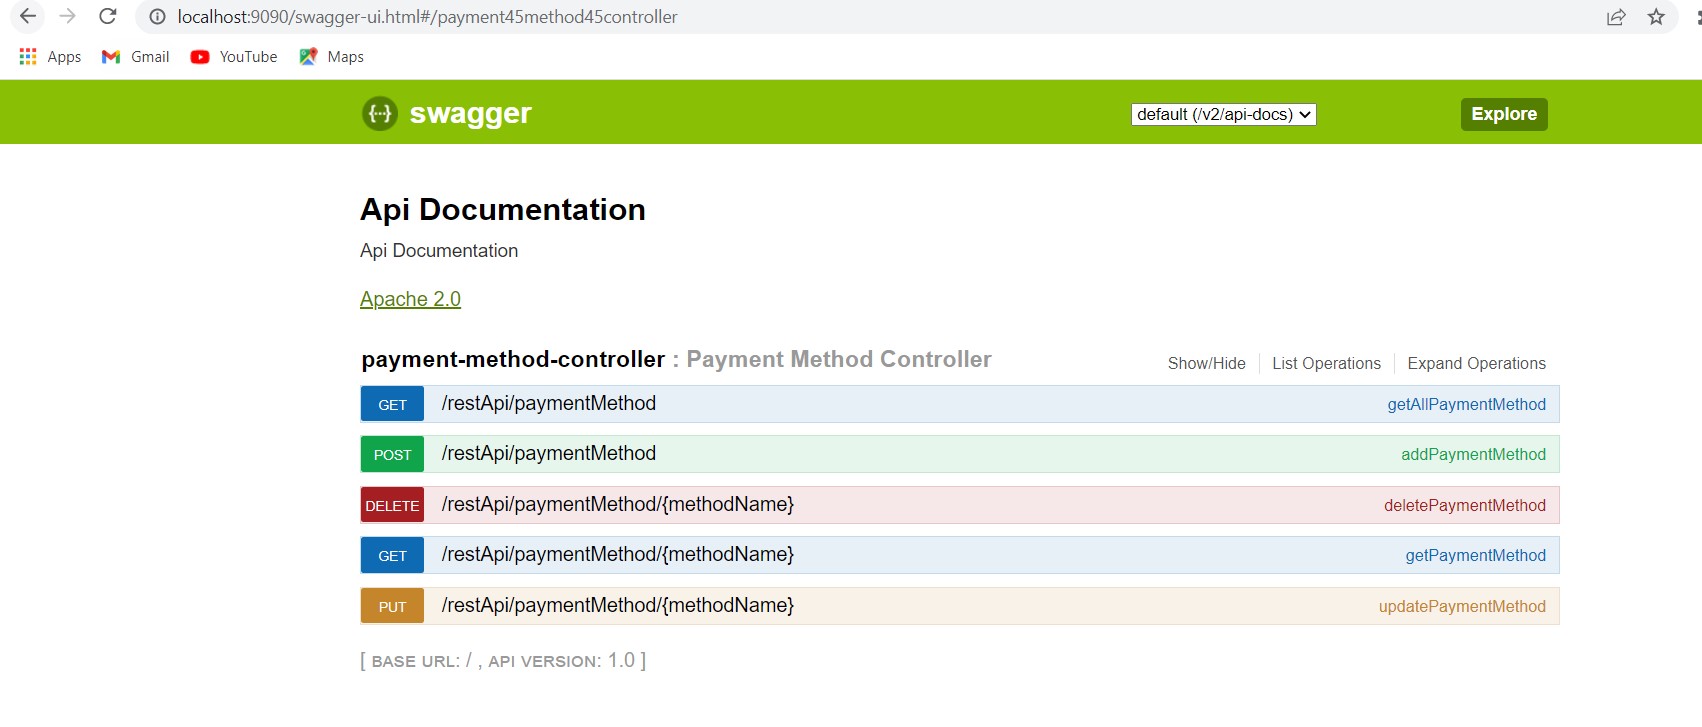 localhost:9090/swagger-ui.html#/payment45method45controller
Apps Gmail YouTube Maps
{···} swagger default (/v2/api-docs) Explore
Api Documentation
Api Documentation
Apache 2.0
payment-method-controller : Payment Method Controller Show/Hide List Operations Expand Operations
GET /restApi/paymentMethod getAllPaymentMethod
POST /restApi/paymentMethod addPaymentMethod
DELETE /restApi/paymentMethod/{methodName} deletePaymentMethod
GET /restApi/paymentMethod/{methodName} getPaymentMethod
PUT /restApi/paymentMethod/{methodName} updatePaymentMethod
[ BASE URL: / , API VERSION: 1.0 ]